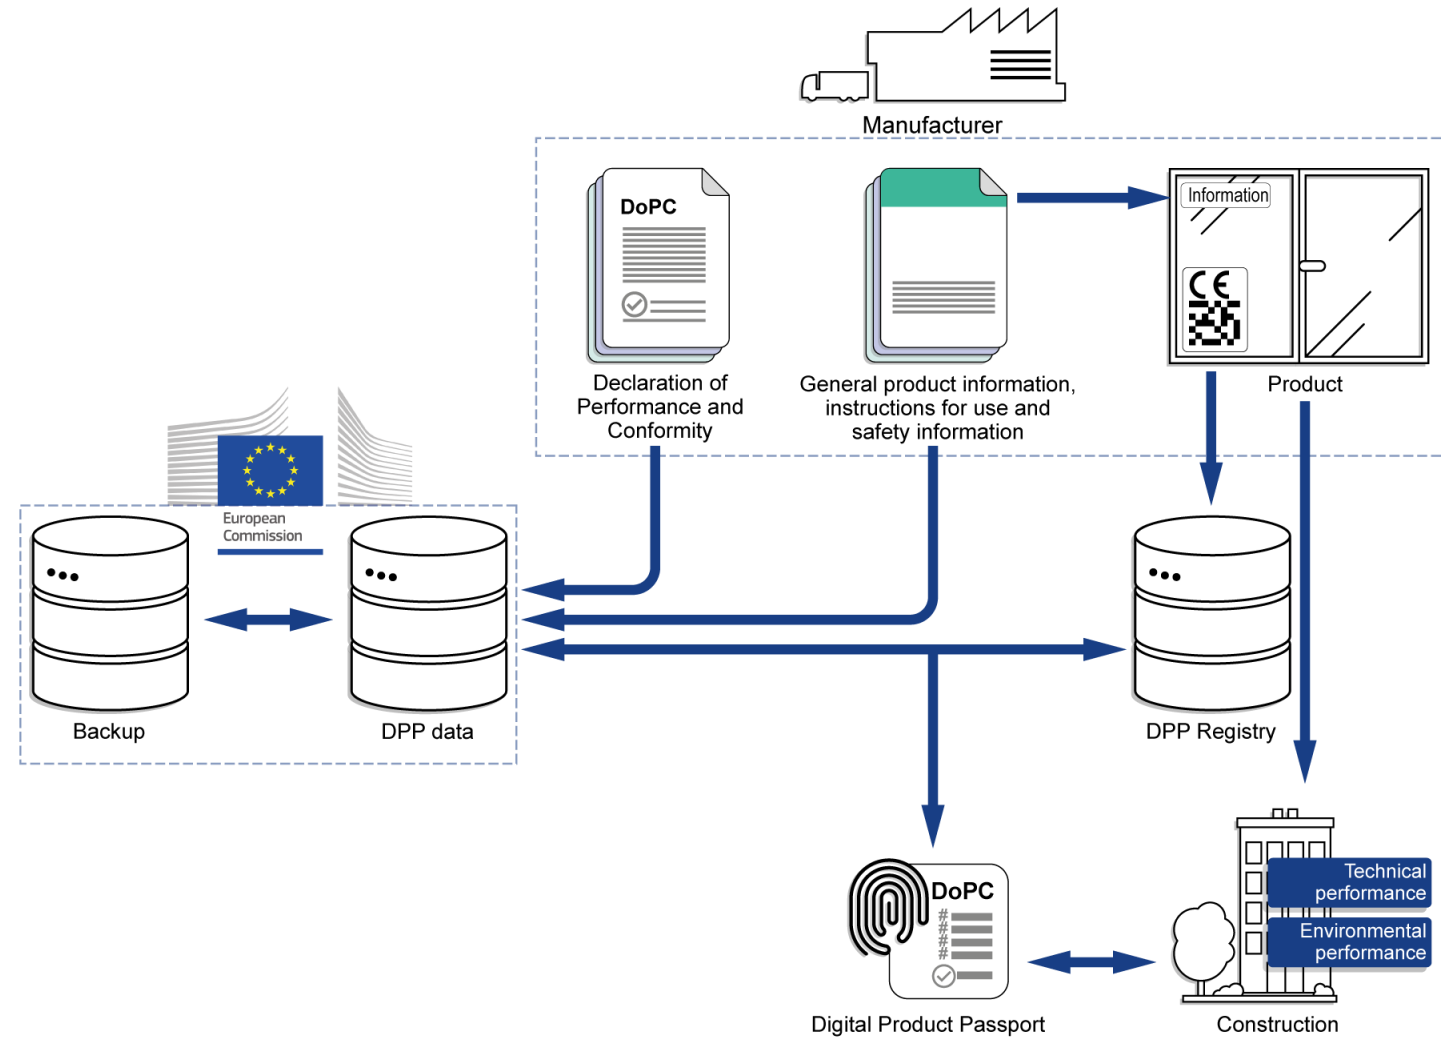 Manufacturer
DoPC
Information
CE
Declaration of
Performance and
Conformity
General product information,
instructions for use and
safety information
Product
European
Commission
Backup
DPP data
DPP Registry
DoPC
#
#
#
#
Digital Product Passport
Technical
performance
Environmental
performance
Construction